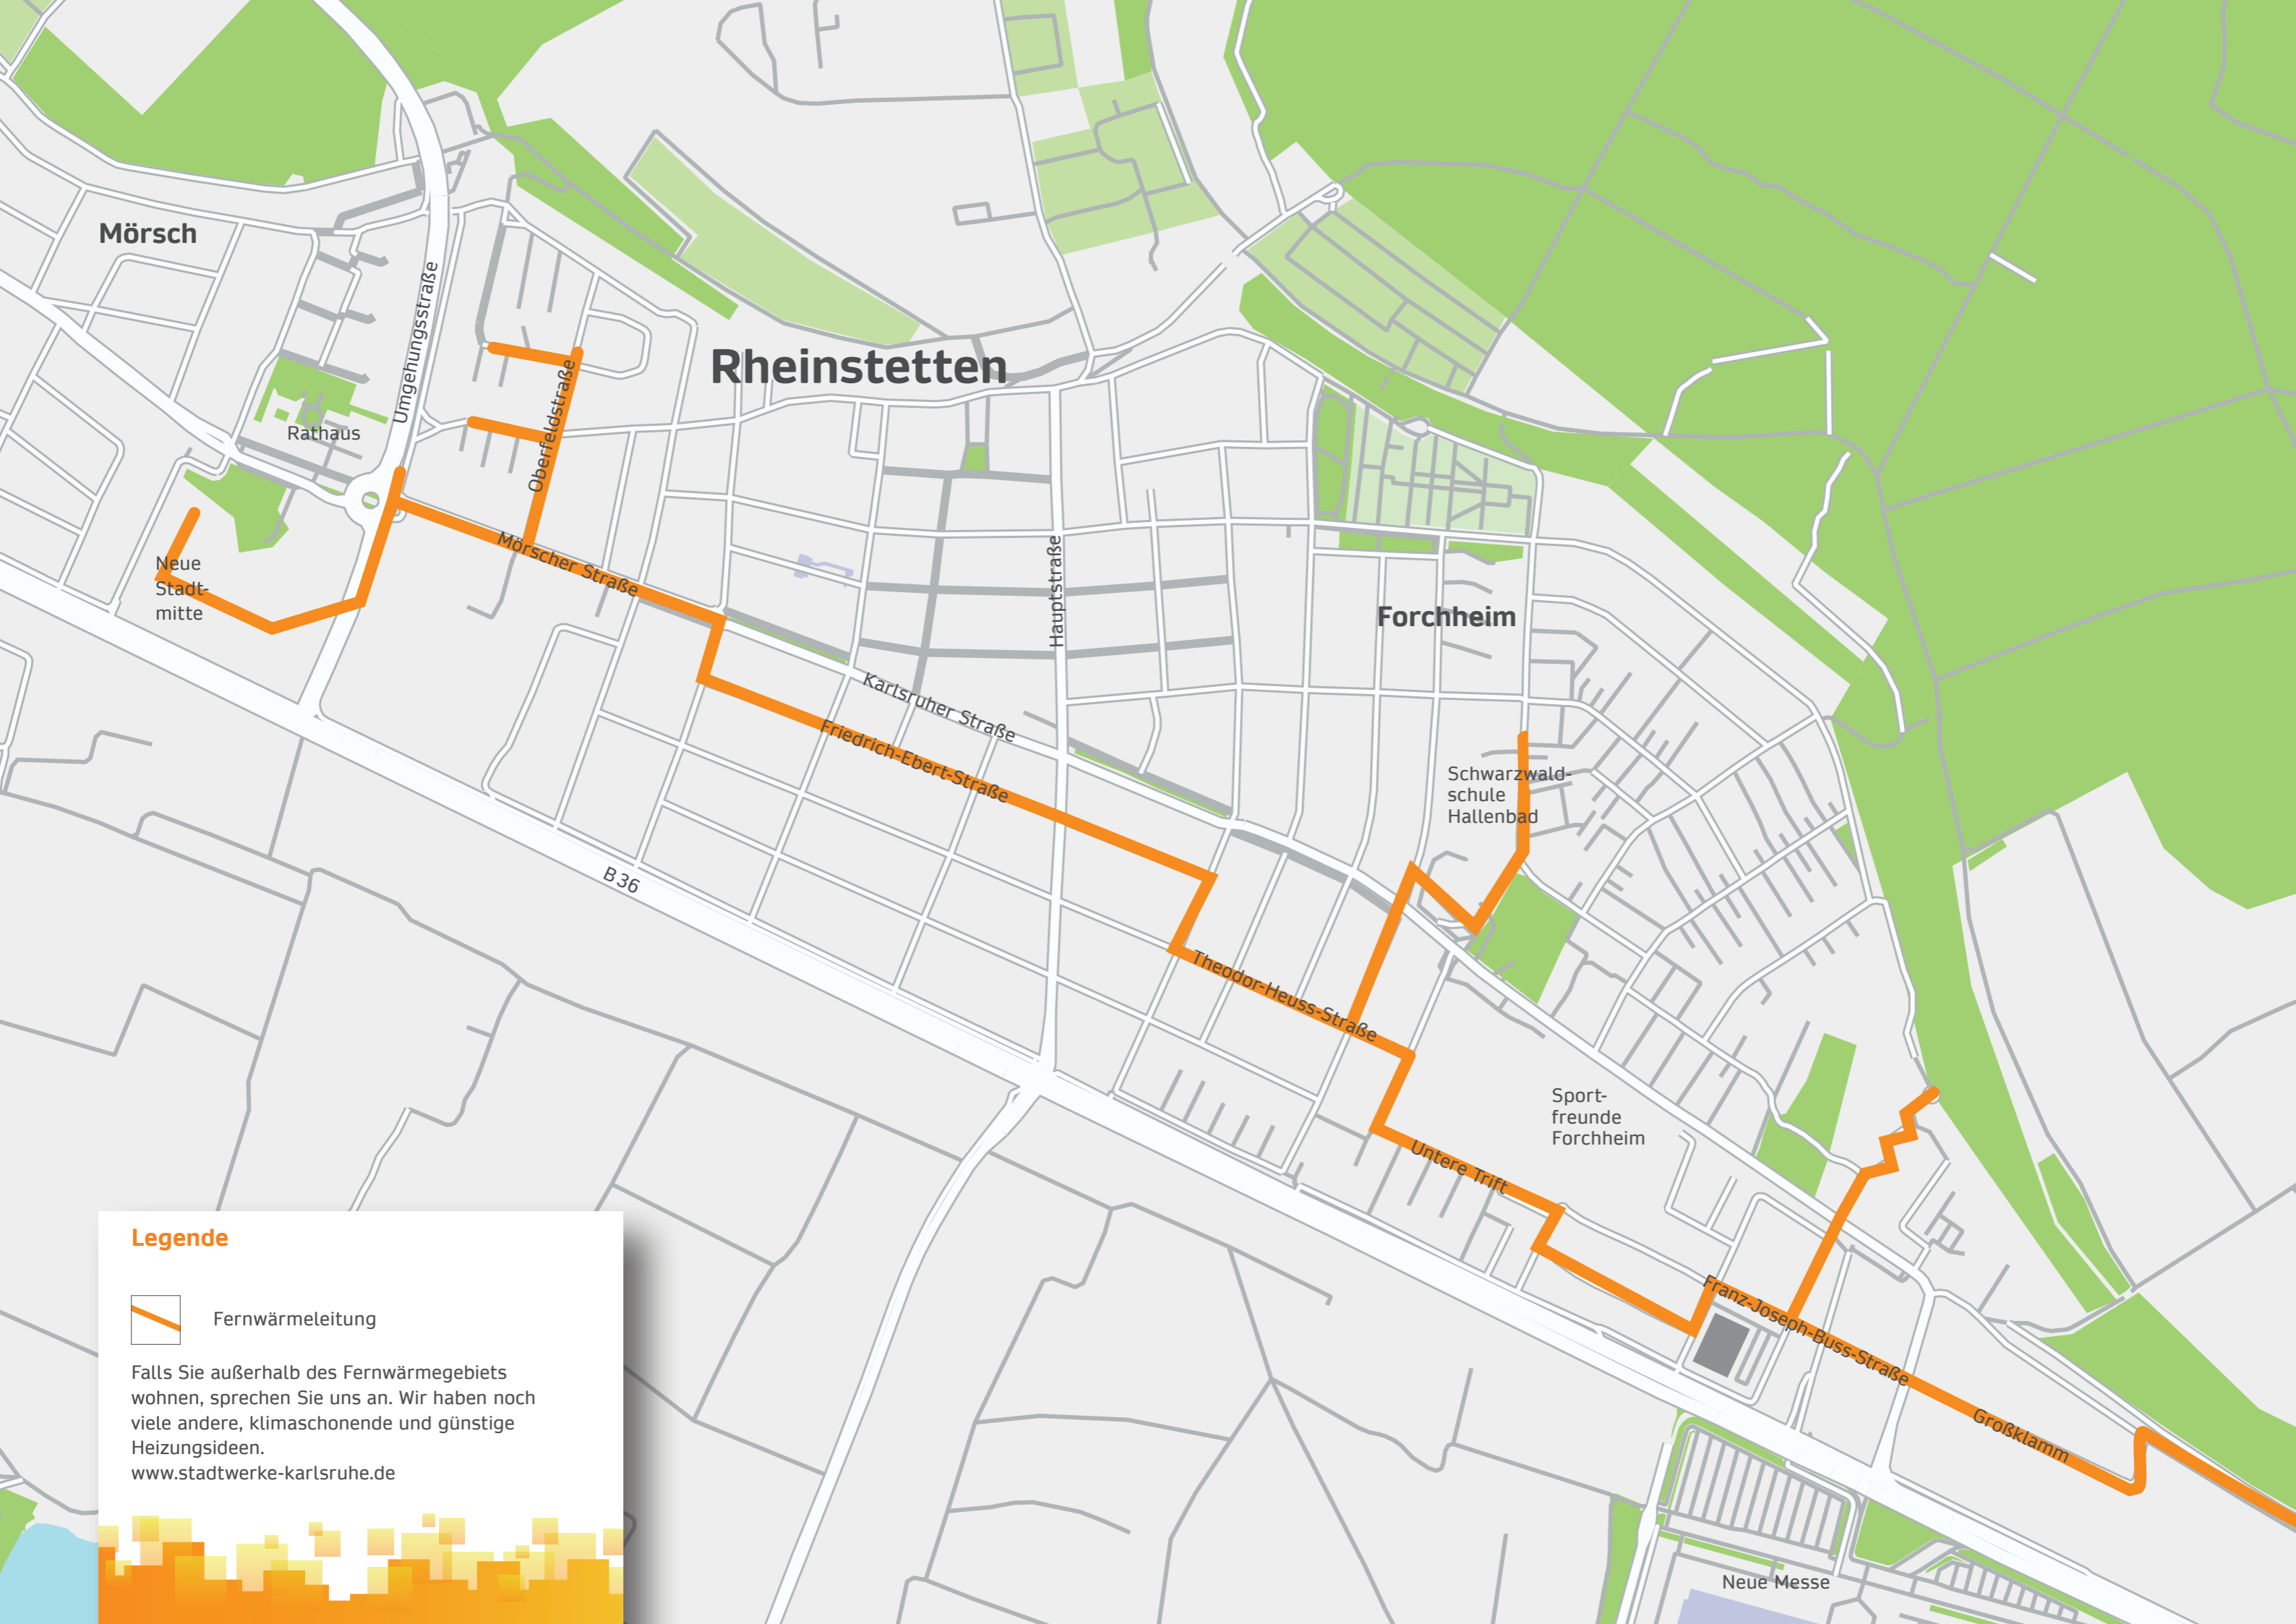 Mörsch
Umgehungsstraße
Rheinstetten
Rathaus
Oberfeldstraße
Neue
Stadt-
mitte
Mörscher Straße
Hauptstraße
Forchheim
Karlsruher Straße
Friedrich-Ebert-Straße
Schwarzwald-
schule
Hallenbad
B 36
Theodor-Heuss-Straße
Sport-
freunde
Forchheim
Untere Trift
Franz-Joseph-Buss-Straße
Großklamm
Neue Messe
Legende
Fernwärmeleitung
Falls Sie außerhalb des Fernwärmegebiets
wohnen, sprechen Sie uns an. Wir haben noch
viele andere, klimaschonende und günstige
Heizungsideen.
www.stadtwerke-karlsruhe.de